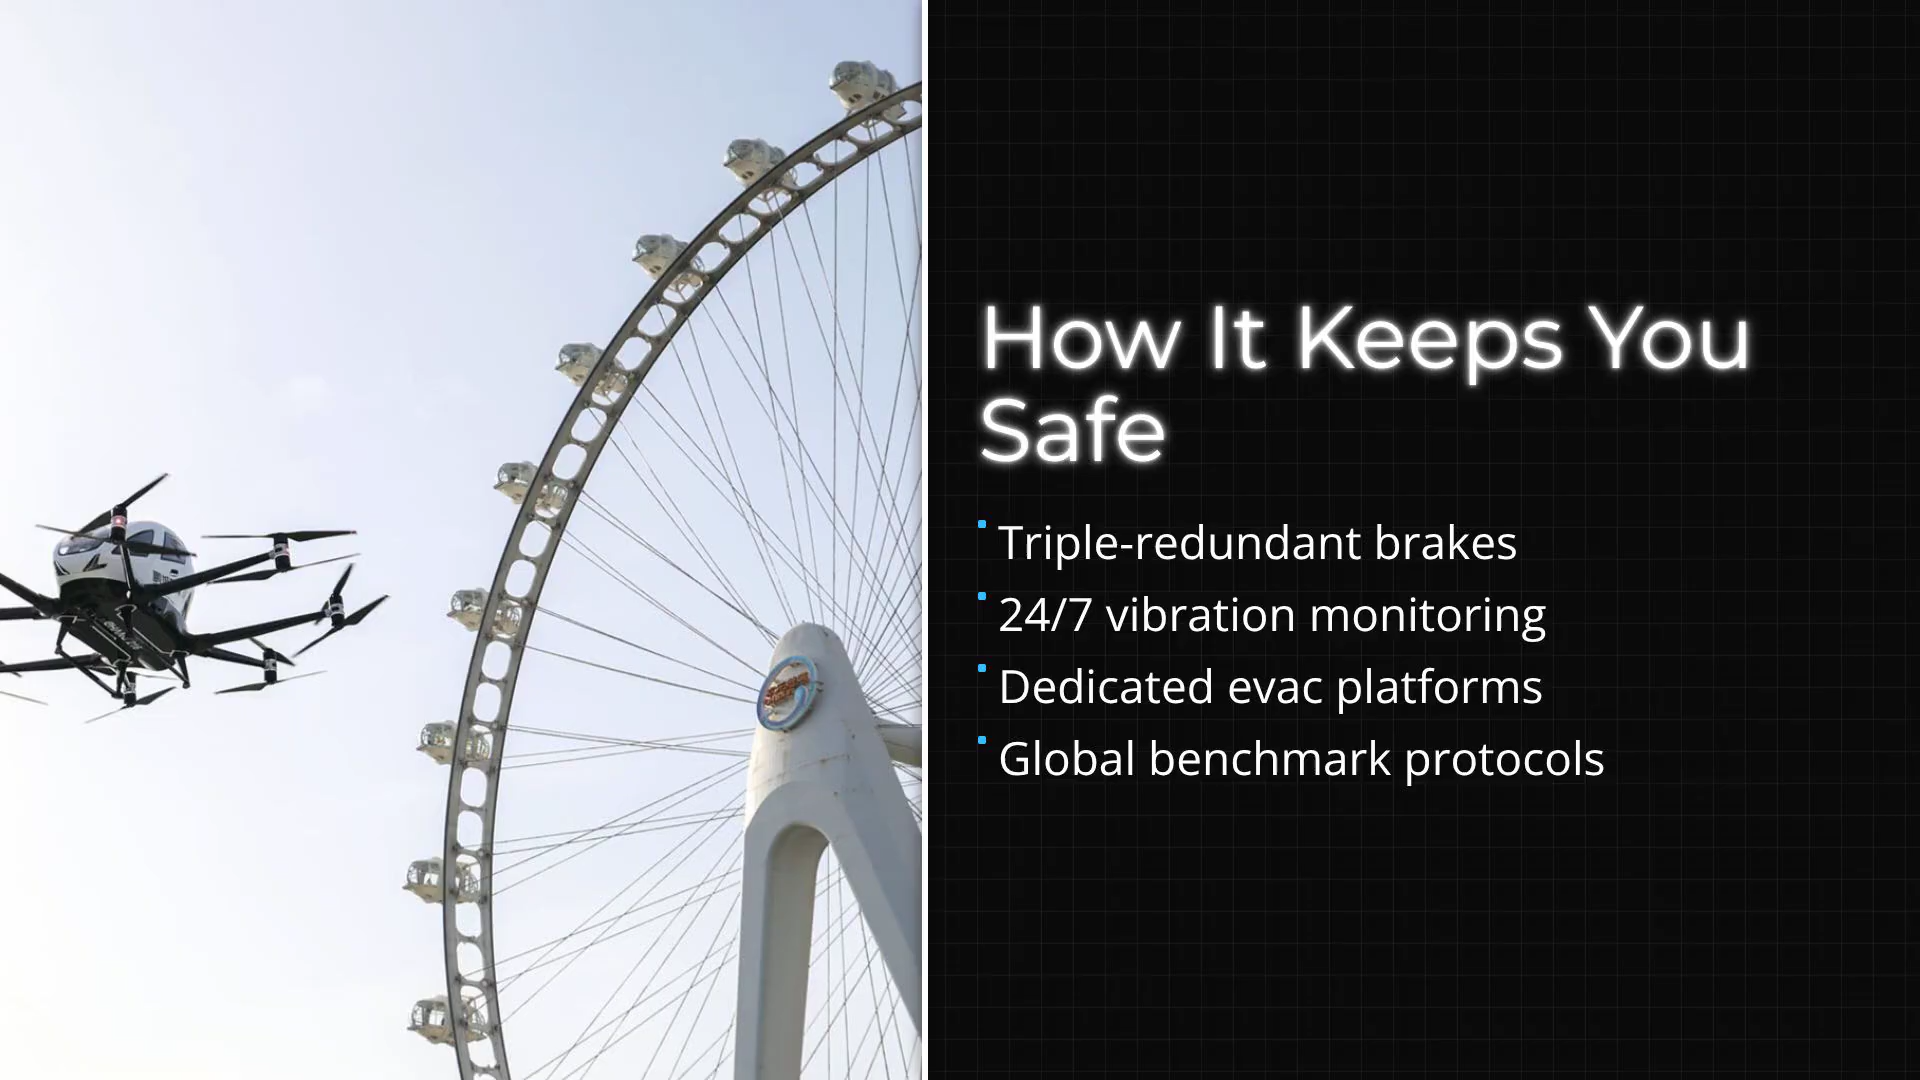 How It Keeps You
Safe
Triple-redundant brakes
24/7 vibration monitoring
Dedicated evac platforms
Global benchmark protocols